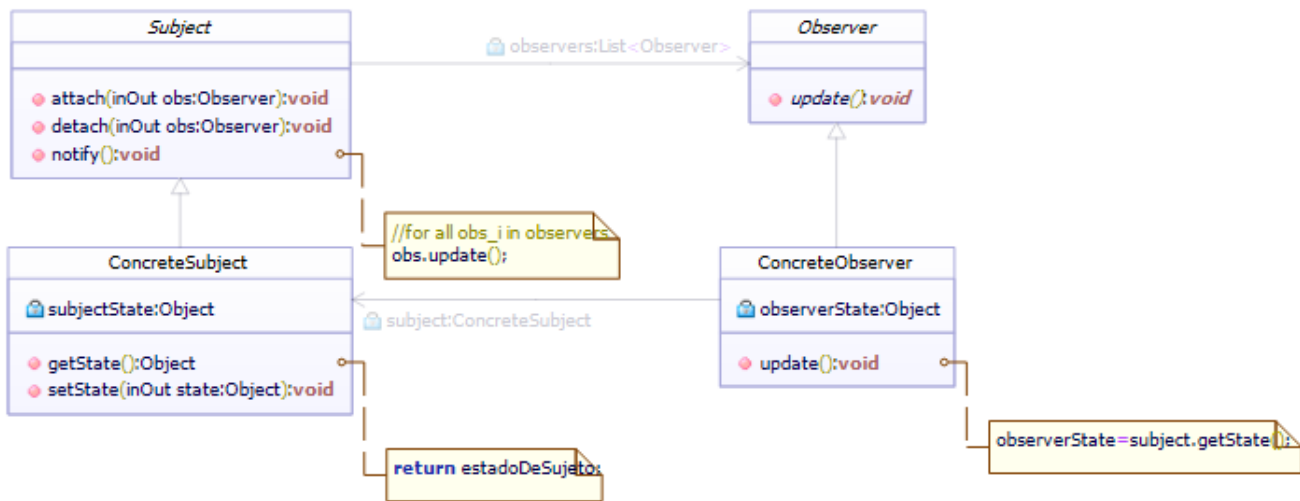 Subject
Observer
observers:List<Observer>
attach(inOut obs:Observer):void
detach(inOut obs:Observer):void
notify():void
update():void
//for all obs_i in observers
obs.update();
ConcreteSubject
ConcreteObserver
subjectState:Object
observerState:Object
subject:ConcreteSubject
getState():Object
setState(inOut state:Object):void
update():void
observerState=subject.getState();
return estadoDeSujeto;